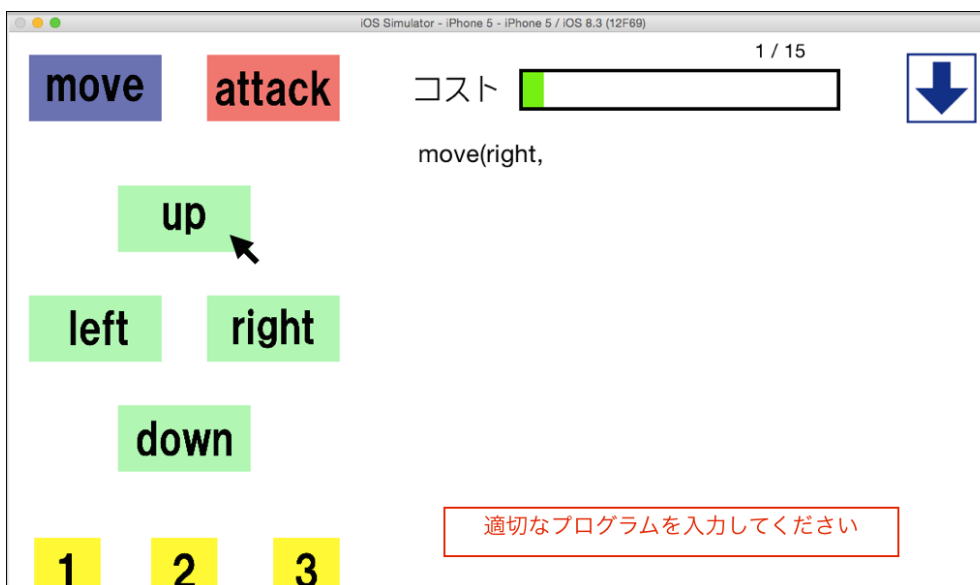 iOS Simulator - iPhone 5 - iPhone 5 / iOS 8.3 (12F69)
move
attack
コスト
1 / 15
move(right,
up
left
right
down
適切なプログラムを入力してください
1
2
3